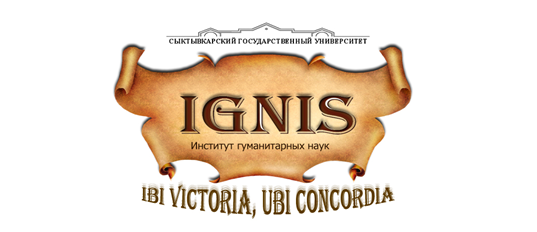 СЫКТЫВКАРСКИЙ ГОСУДАРСТВЕННЫЙ УНИВЕРСИТЕТ
IGNIS
Институт гуманитарных наук
IBI VICTORIA, UBI CONCORDIA